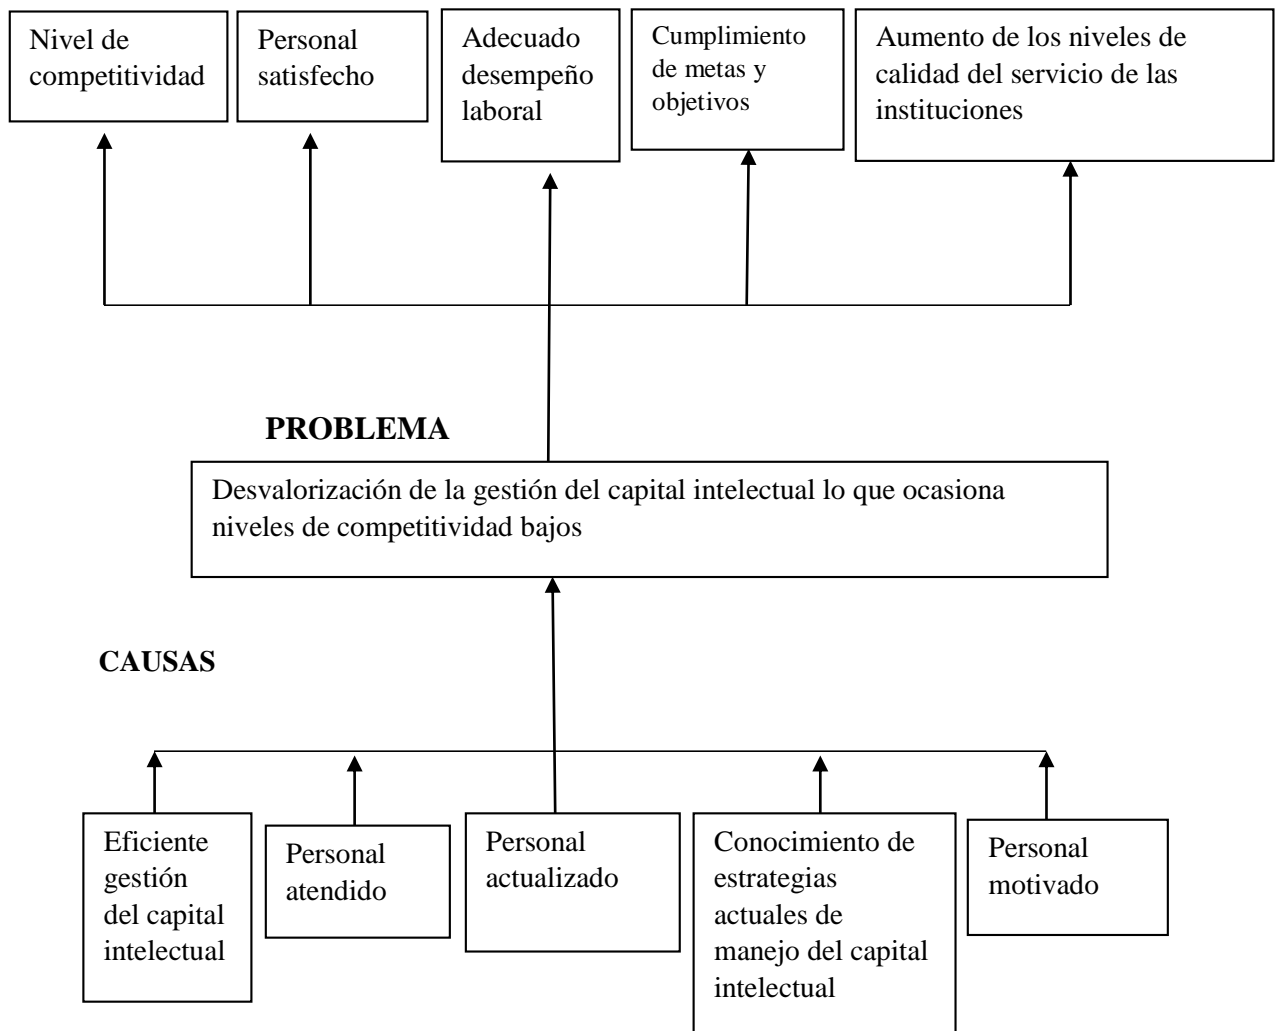 Nivel de
competitividad
Personal
satisfecho
Adecuado
desempeño
laboral
Cumplimiento
de metas y
objetivos
Aumento de los niveles de
calidad del servicio de las
instituciones
PROBLEMA
Desvalorización de la gestión del capital intelectual lo que ocasiona
niveles de competitividad bajos
CAUSAS
Eficiente
gestión
del capital
intelectual
Personal
atendido
Personal
actualizado
Conocimiento de
estrategias
actuales de
manejo del capital
intelectual
Personal
motivado